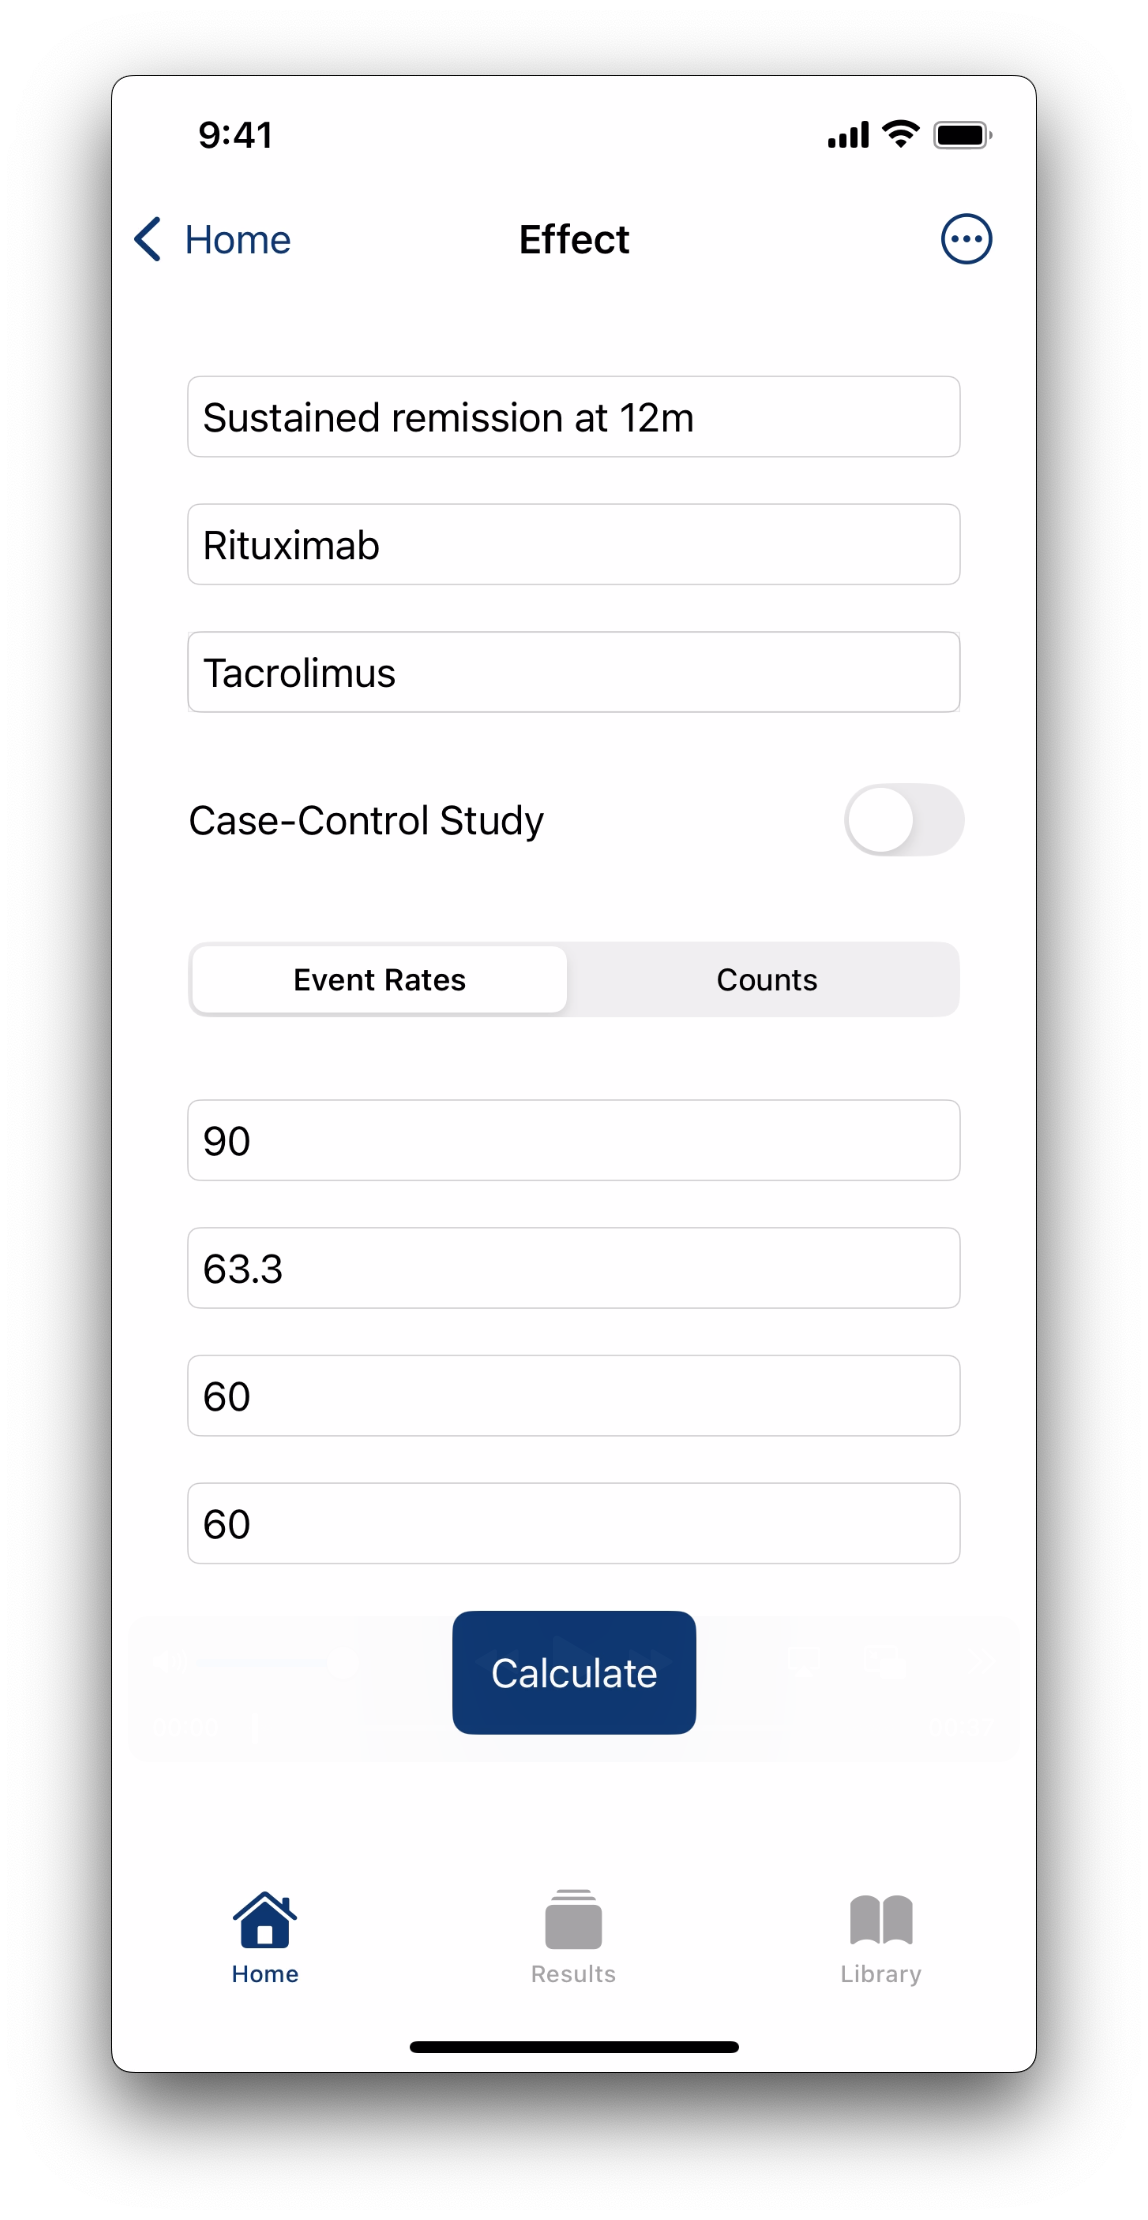 9:41
Home
Effect
Sustained remission at 12m
Rituximab
Tacrolimus
Case-Control Study
Event Rates
Counts
90
63.3
60
60
Calculate
Home
Results
Library